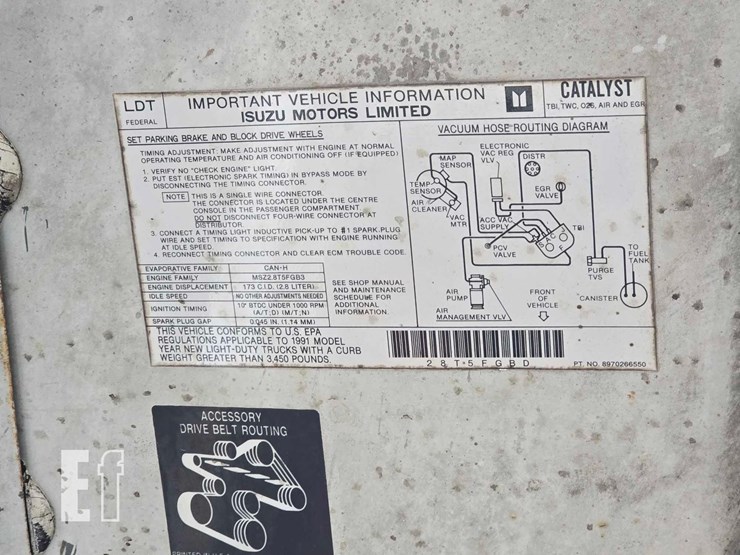 LDT
FEDERAL
IMPORTANT VEHICLE INFORMATION
ISUZU MOTORS LIMITED
CATALYST
TBI, TWC, O2S, AIR AND EGR
SET PARKING BRAKE AND BLOCK DRIVE WHEELS
TIMING ADJUSTMENT: MAKE ADJUSTMENT WITH ENGINE AT NORMAL
OPERATING TEMPERATURE AND AIR CONDITIONING OFF (IF EQUIPPED)
1. VERIFY NO "CHECK ENGINE" LIGHT.
2. PUT EST (ELECTRONIC SPARK TIMING) IN BYPASS MODE BY
DISCONNECTING THE TIMING CONNECTOR.
NOTE THIS IS A SINGLE WIRE CONNECTOR.
THE CONNECTOR IS LOCATED UNDER THE CENTRE
CONSOLE IN THE PASSENGER COMPARTMENT.
DO NOT DISCONNECT FOUR-WIRE CONNECTOR AT
DISTRIBUTOR.
3. CONNECT A TIMING LIGHT INDUCTIVE PICK-UP TO #1 SPARK PLUG
WIRE AND SET TIMING TO SPECIFICATION WITH ENGINE RUNNING
AT IDLE SPEED.
4. RECONNECT TIMING CONNECTOR AND CLEAR ECM TROUBLE CODE.
EVAPORATIVE FAMILY CAN-H
ENGINE FAMILY MSZ2.8T5FGB3
ENGINE DISPLACEMENT 173 C.I.D. (2.8 LITER)
IDLE SPEED NO OTHER ADJUSTMENTS NEEDED
IGNITION TIMING 10° BTDC UNDER 1000 RPM
(A/T;D) (M/T;N)
SPARK PLUG GAP 0.045 IN. (1.14 MM)
SEE SHOP MANUAL
AND MAINTENANCE
SCHEDULE FOR
ADDITIONAL
INFORMATION.
THIS VEHICLE CONFORMS TO U.S. EPA
REGULATIONS APPLICABLE TO 1991 MODEL
YEAR NEW LIGHT-DUTY TRUCKS WITH A CURB
WEIGHT GREATER THAN 3,450 POUNDS.
VACUUM HOSE ROUTING DIAGRAM
MAP
SENSOR
ELECTRONIC
VAC REG
VLV
DISTR
TEMP
SENSOR
AIR
CLEANER
VAC
MTR
EGR
VALVE
ACC VAC
SUPPLY
TBI
PCV
VALVE
PURGE
TVS
TO
FUEL
TANK
CANISTER
AIR
PUMP
AIR
MANAGEMENT VLV
FRONT
OF
VEHICLE
28T5FGBD
PT. NO. 8970266550
ACCESSORY
DRIVE BELT ROUTING
Ef